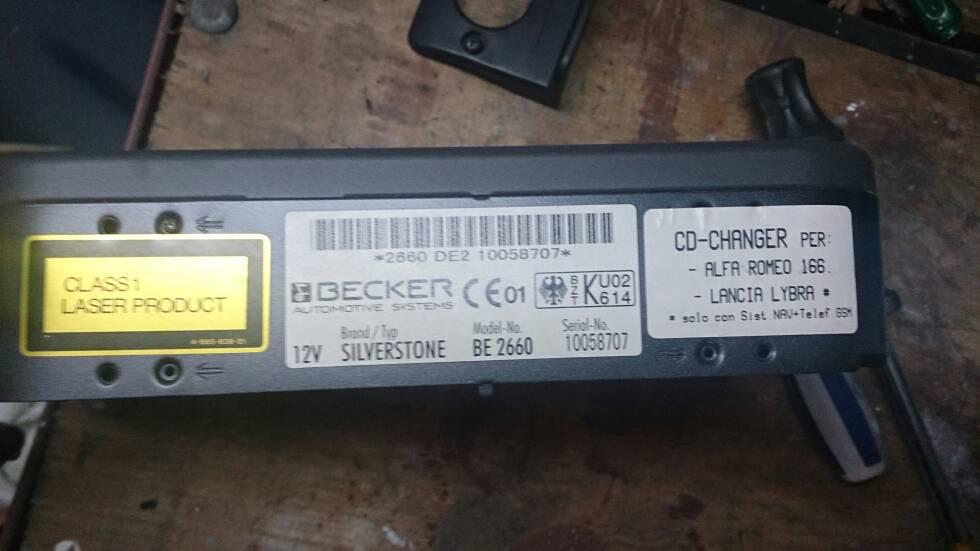 CLASS 1
LASER PRODUCT
*2660 DE2 10058707*
BECKER
AUTOMOTIVE SYSTEMS
CE 01
BZT KU02
614
Brand / Typ Model-No. Serial-No.
12V SILVERSTONE BE 2660 10058707
CD-CHANGER PER:
- ALFA ROMEO 166.
- LANCIA LYBRA *
* solo con Sist.NAV+Telef.GSM